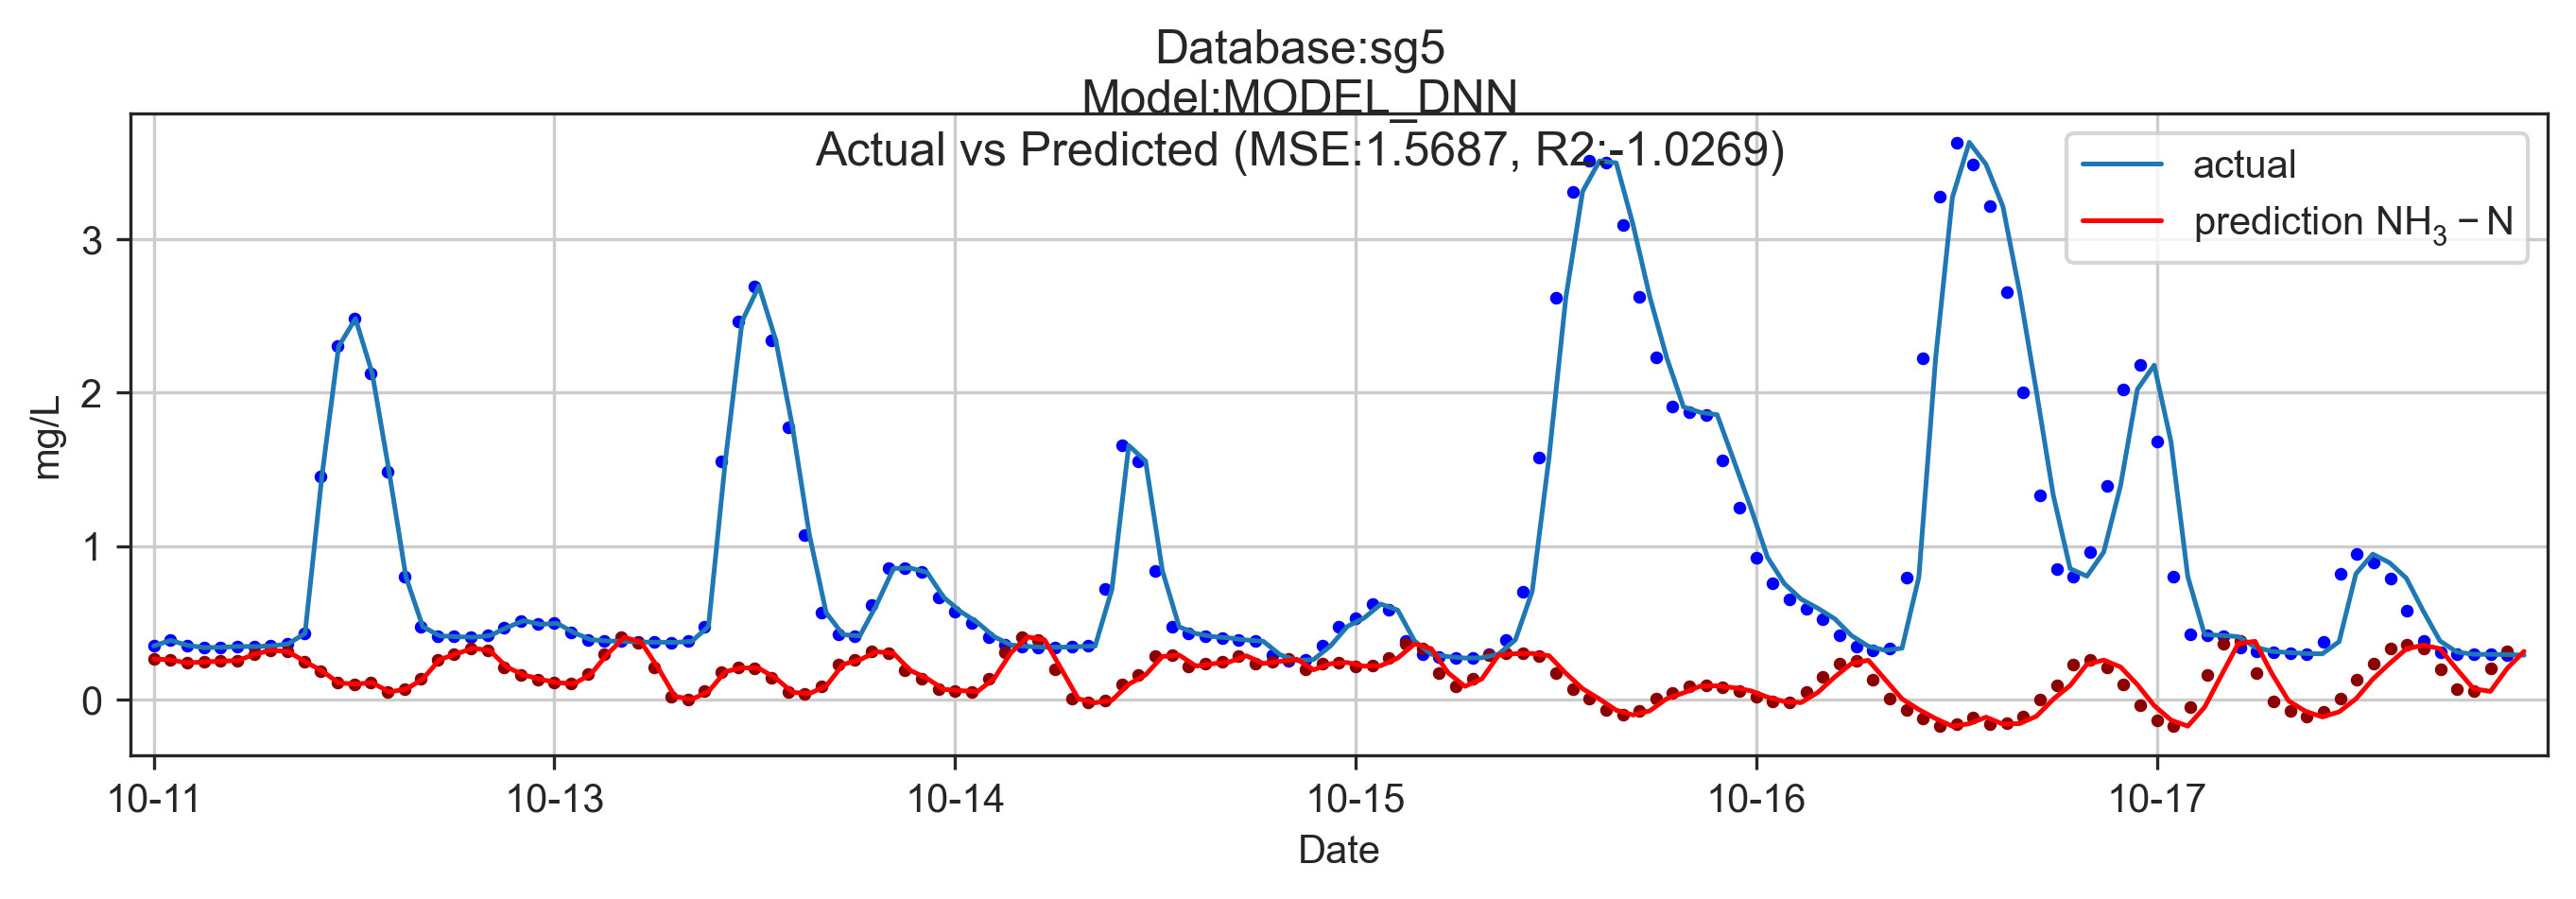 Database:sg5
Model:MODEL_DNN
Actual vs Predicted (MSE:1.5687, R2:-1.0269)
actual
prediction NH₃ − N
mg/L
3
2
1
0
10-11 10-13 10-14 10-15 10-16 10-17
Date